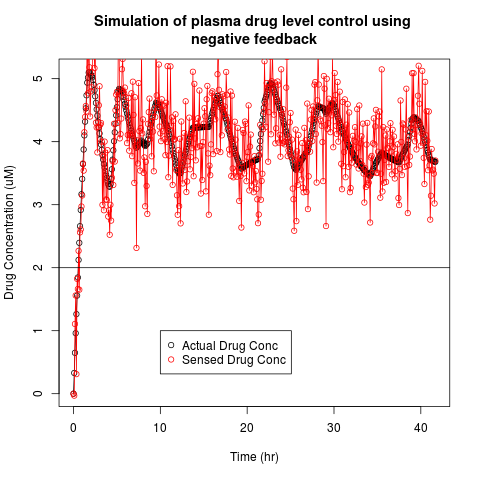 Simulation of plasma drug level control using
negative feedback
Drug Concentration (uM)
5
4
3
2
1
0
Actual Drug Conc
Sensed Drug Conc
0
10
20
30
40
Time (hr)